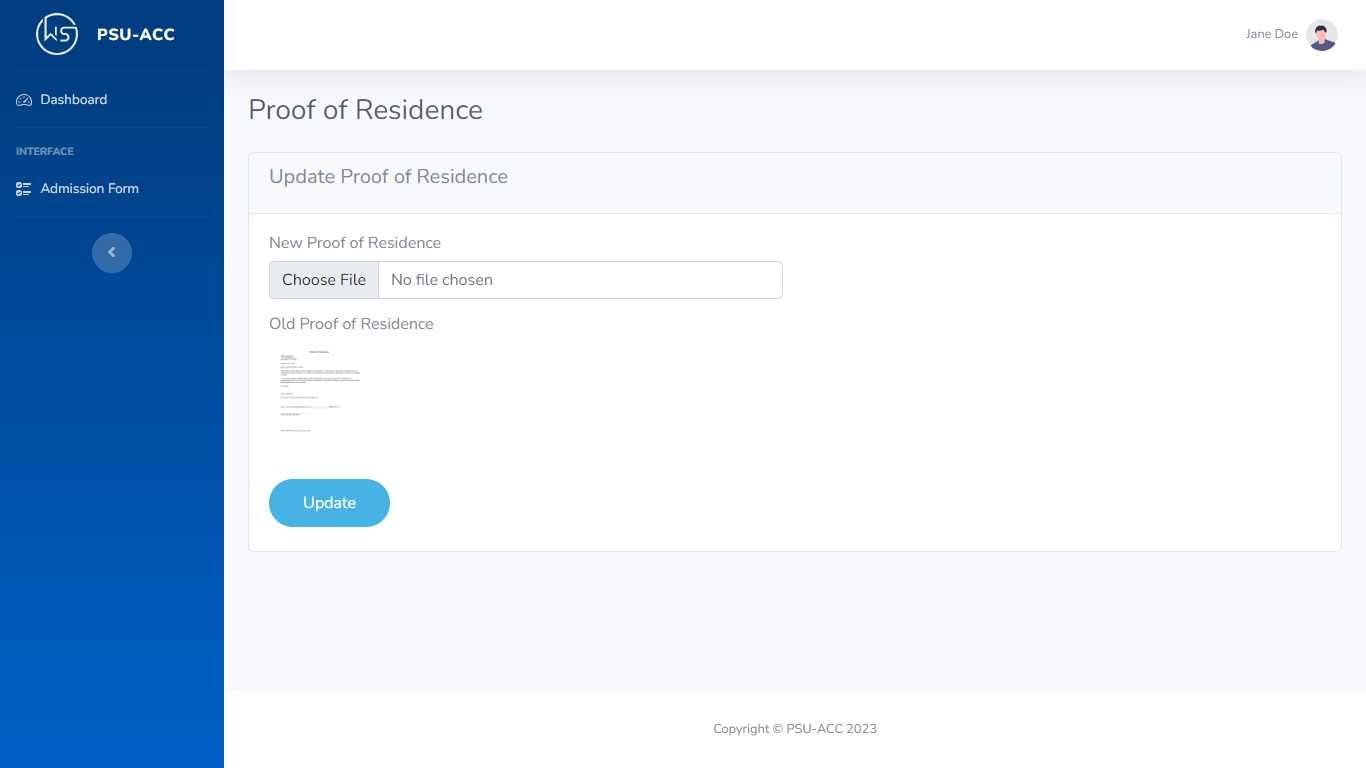 WS PSU-ACC
Jane Doe
Dashboard
INTERFACE
Admission Form
Proof of Residence
Update Proof of Residence
New Proof of Residence
Choose File No file chosen
Old Proof of Residence
Update
Copyright © PSU-ACC 2023